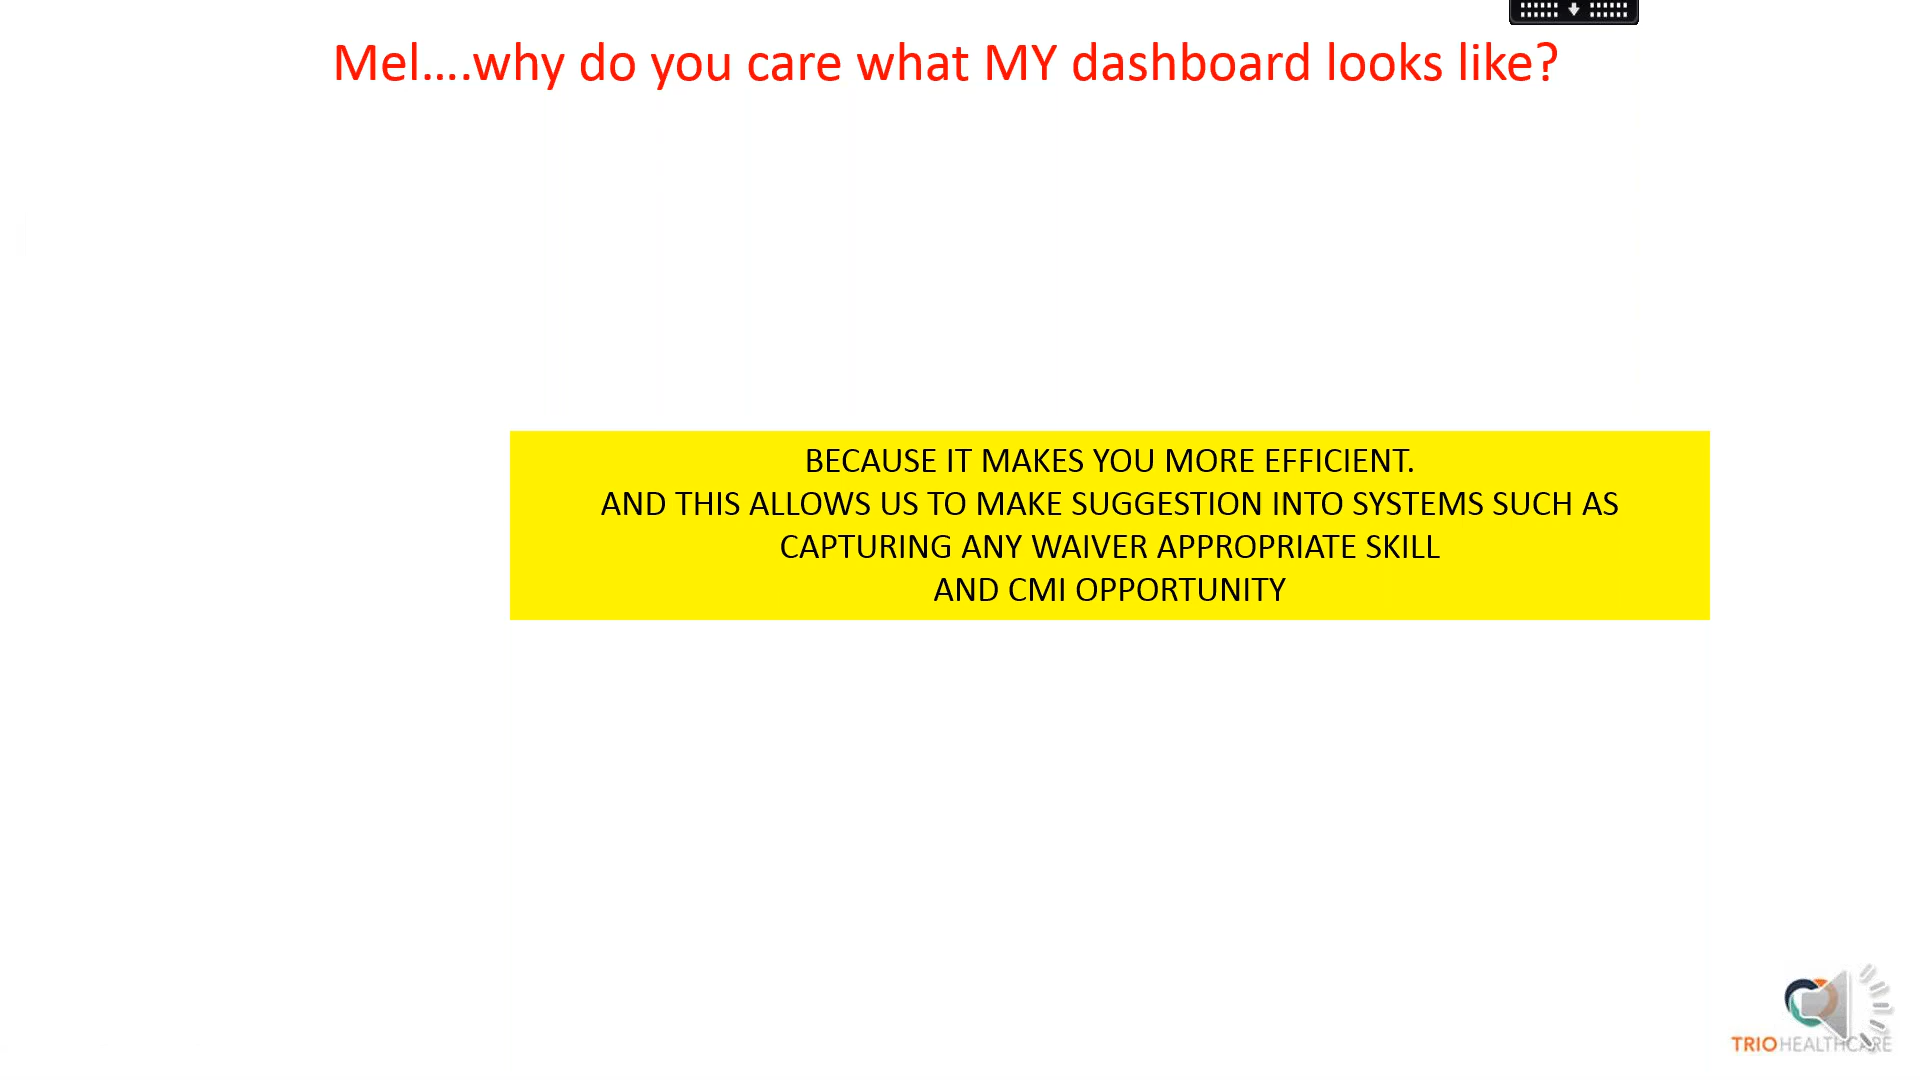 Mel....why do you care what MY dashboard looks like?
BECAUSE IT MAKES YOU MORE EFFICIENT.
AND THIS ALLOWS US TO MAKE SUGGESTION INTO SYSTEMS SUCH AS
CAPTURING ANY WAIVER APPROPRIATE SKILL
AND CMI OPPORTUNITY
TRIOHEALTHCARE